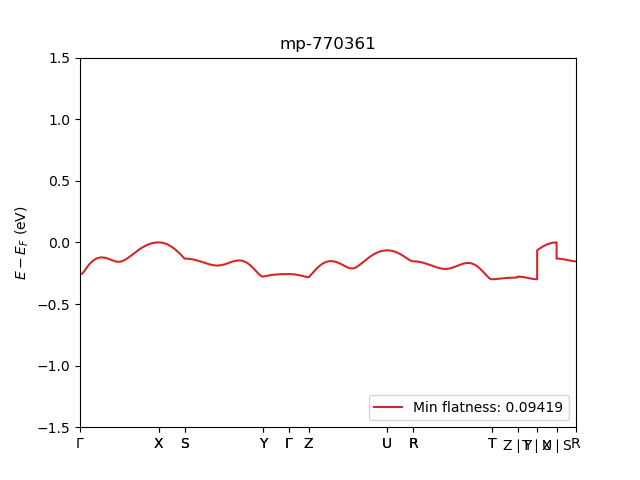 mp-770361
E − E_F (eV)
1.5
1.0
0.5
0.0
−0.5
−1.0
−1.5
Min flatness: 0.09419
Γ X S Y Γ Z U R T Z | T Y | X | S R